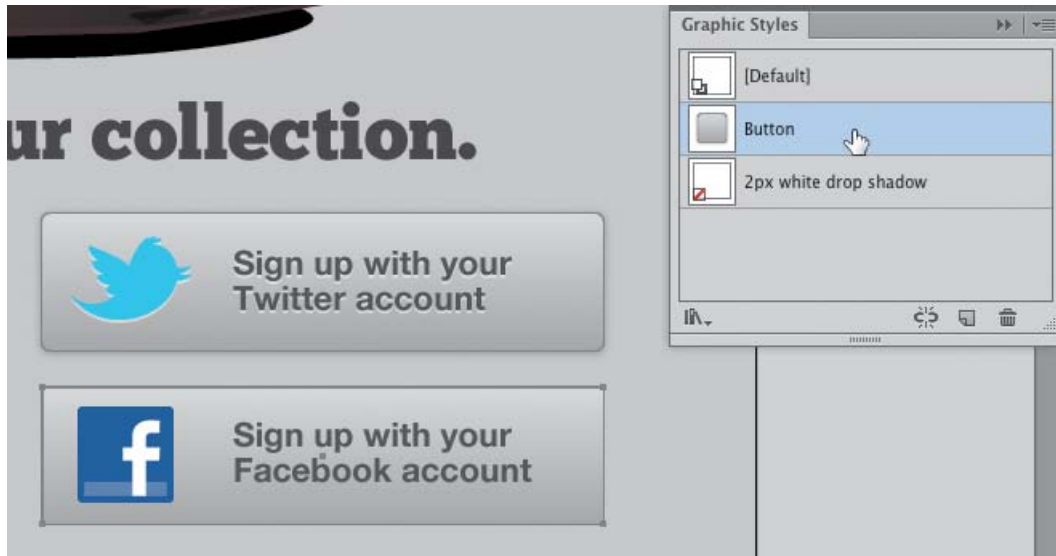 Graphic Styles
[Default]
Button
2px white drop shadow
ur collection.
Sign up with your
Twitter account
f
Sign up with your
Facebook account